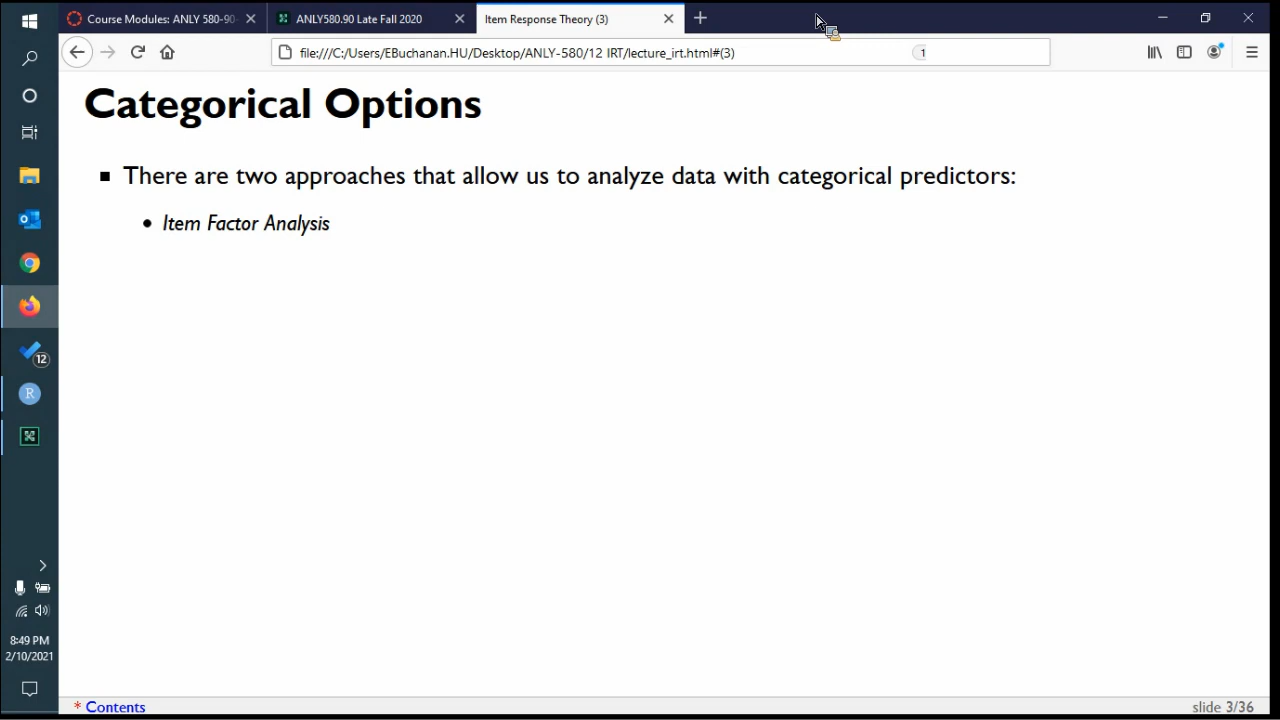 Course Modules: ANLY 580-90-
ANLY580.90 Late Fall 2020
Item Response Theory (3)
file:///C:/Users/EBuchanan.HU/Desktop/ANLY-580/12 IRT/lecture_irt.html#(3)
1
Categorical Options
There are two approaches that allow us to analyze data with categorical predictors:
Item Factor Analysis
12
R
8:49 PM
2/10/2021
* Contents
slide 3/36